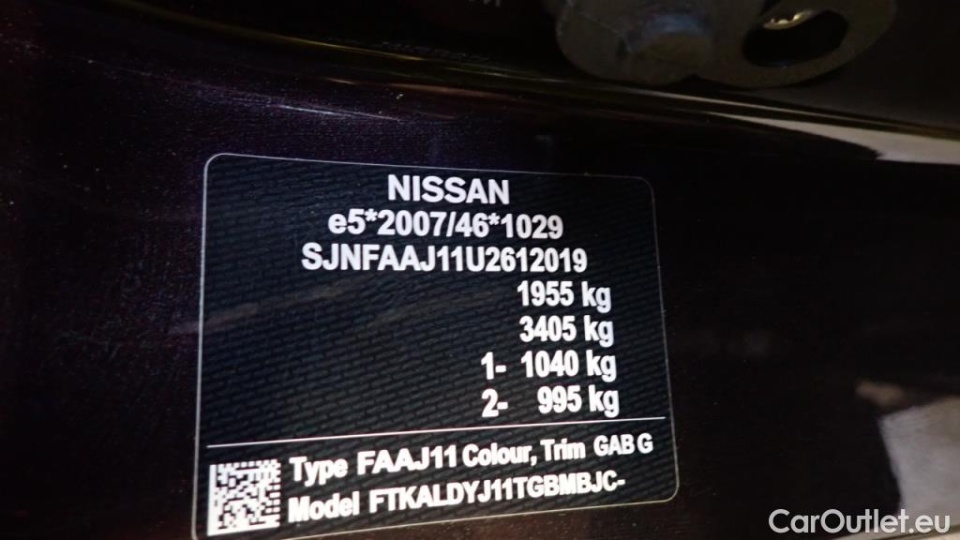 NISSAN
e5*2007/46*1029
SJNFAAJ11U2612019
1955 kg
3405 kg
1- 1040 kg
2- 995 kg
Type FAAJ11 Colour, Trim GAB G
Model FTKALDYJ11TGBMBJC-
CarOutlet.eu